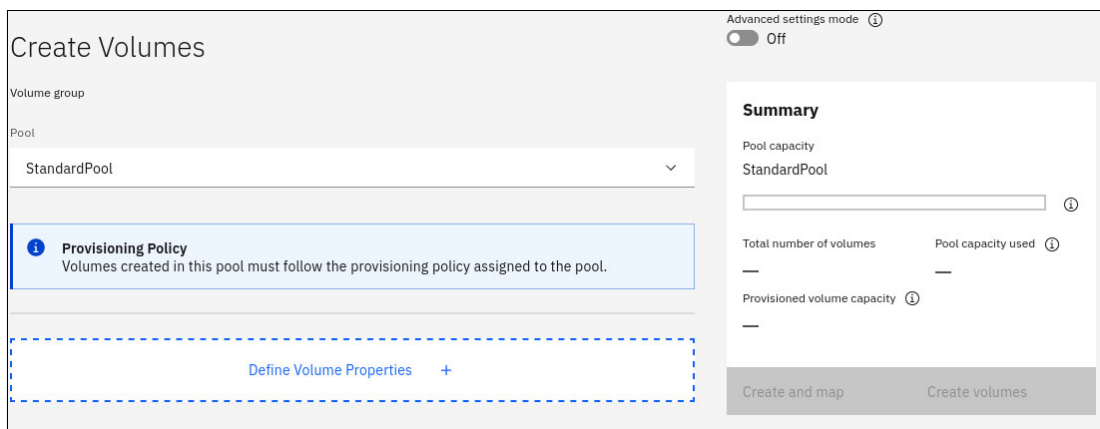 Create Volumes
Volume group
Pool
StandardPool
Provisioning Policy
Volumes created in this pool must follow the provisioning policy assigned to the pool.
Define Volume Properties +
Advanced settings mode
Off
Summary
Pool capacity
StandardPool
Total number of volumes Pool capacity used
— —
Provisioned volume capacity
—
Create and map Create volumes